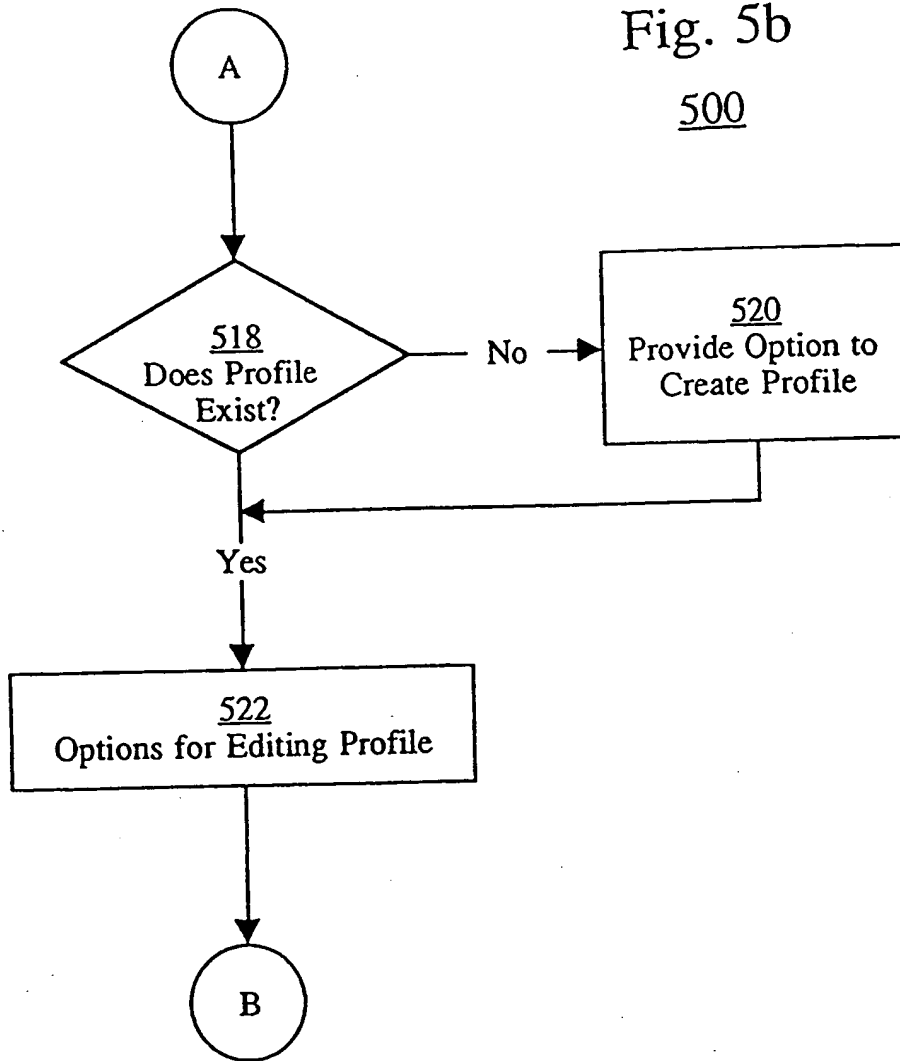 Fig. 5b
500
A
518
Does Profile
Exist?
No
520
Provide Option to
Create Profile
Yes
522
Options for Editing Profile
B